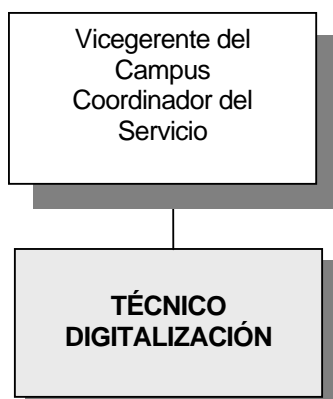 Vicegerente del
Campus
Coordinador del
Servicio
TÉCNICO
DIGITALIZACIÓN